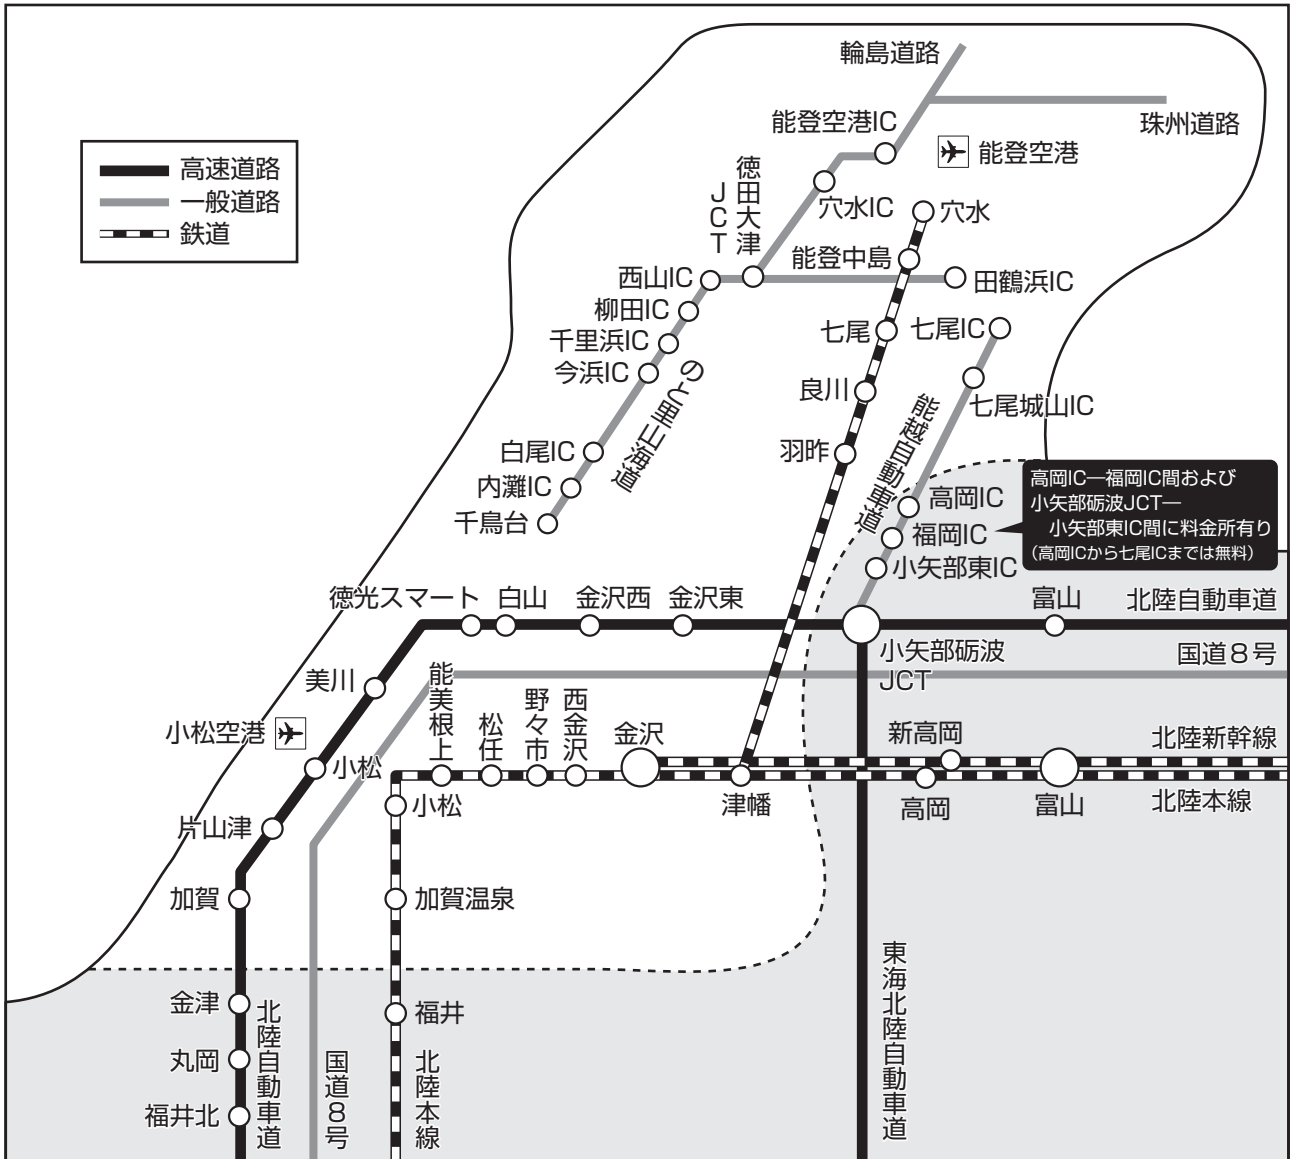 輪島道路
珠州道路
能登空港IC
能登空港
高速道路
一般道路
鉄道
徳田大津
JCT
穴水IC
穴水
能登中島
西山IC
田鶴浜IC
柳田IC
千里浜IC
今浜IC
七尾
七尾IC
のと里山海道
良川
七尾城山IC
能越自動車道
白尾IC
羽咋
内灘IC
千鳥台
高岡IC
福岡IC
小矢部東IC
高岡IC―福岡IC間および
小矢部砺波JCT―
小矢部東IC間に料金所有り
(高岡ICから七尾ICまでは無料)
徳光スマート
白山
金沢西
金沢東
富山
北陸自動車道
小矢部砺波
JCT
国道8号
美川
小松空港
小松
能美根上
松任
野々市
西金沢
金沢
津幡
新高岡
高岡
富山
北陸新幹線
北陸本線
小松
片山津
加賀
加賀温泉
金津
丸岡
福井北
北陸自動車道
国道8号
福井
北陸本線
東海北陸自動車道